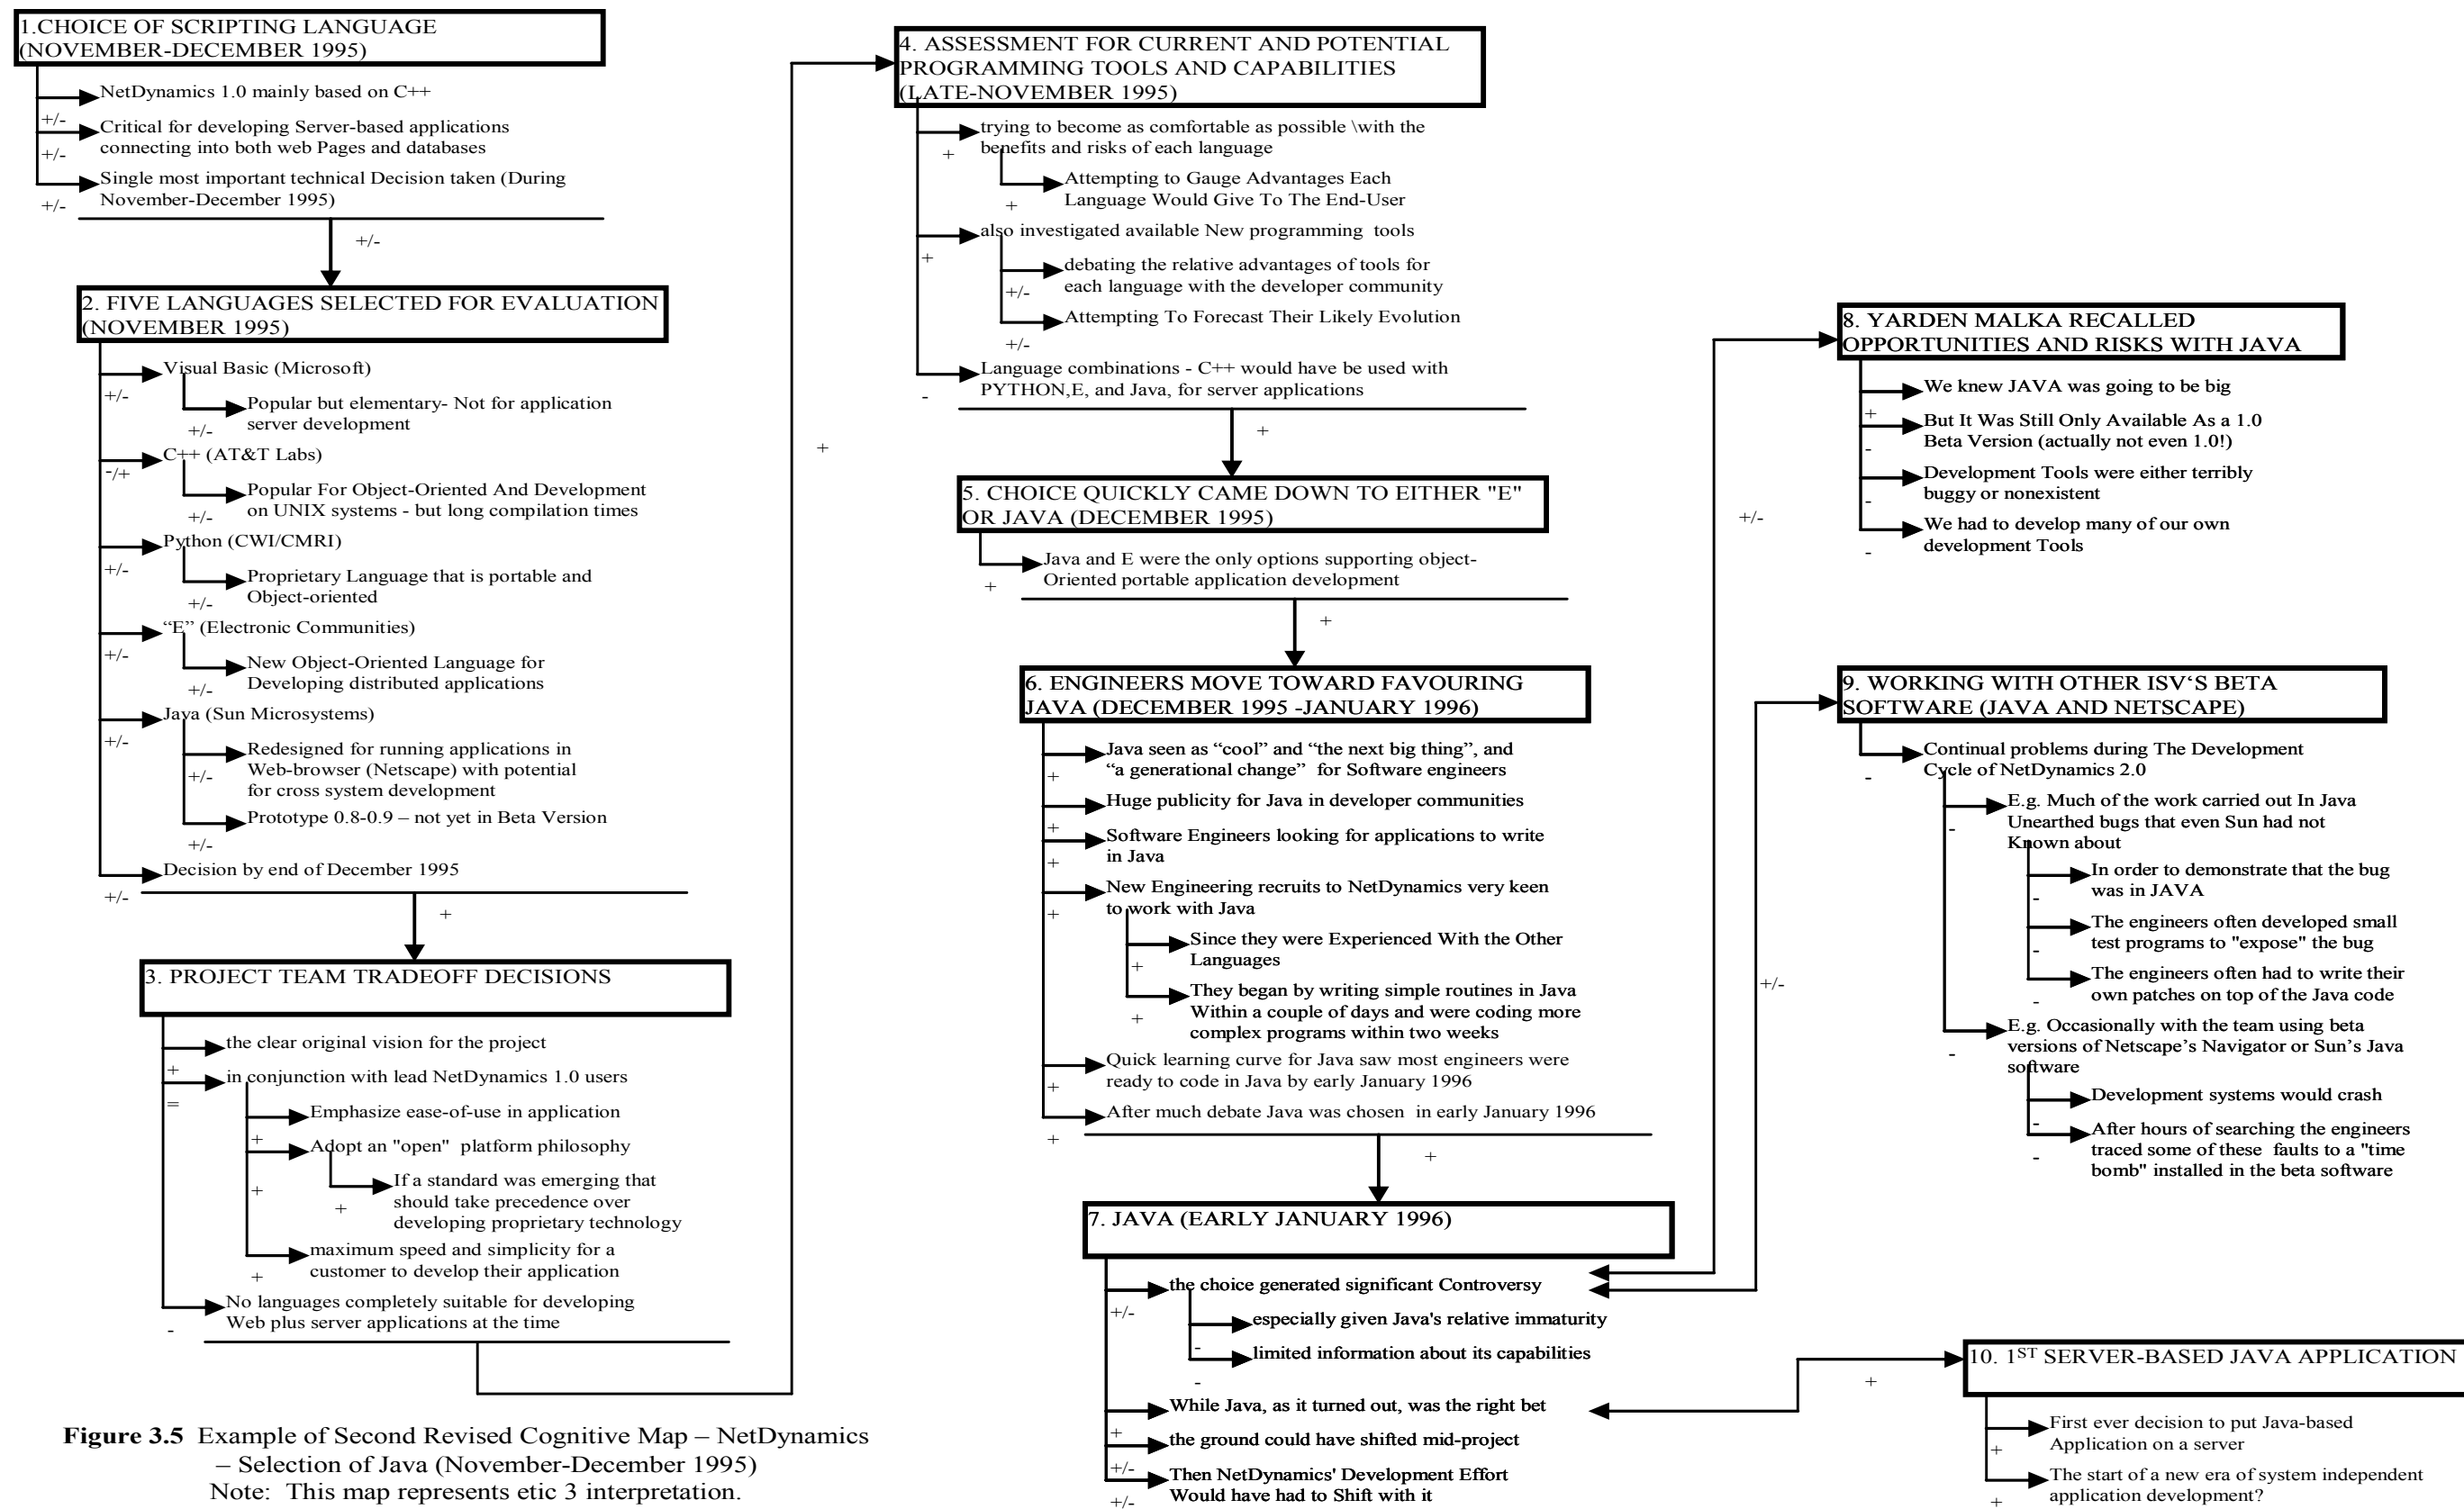 1.CHOICE OF SCRIPTING LANGUAGE
(NOVEMBER-DECEMBER 1995)
NetDynamics 1.0 mainly based on C++
+/-
Critical for developing Server-based applications
connecting into both web Pages and databases
+/-
Single most important technical Decision taken (During
November-December 1995)
+/-
+/-
2. FIVE LANGUAGES SELECTED FOR EVALUATION
(NOVEMBER 1995)
Visual Basic (Microsoft)
+/-
Popular but elementary- Not for application
server development
+/-
C++ (AT&T Labs)
-/+
Popular For Object-Oriented And Development
on UNIX systems - but long compilation times
+/-
Python (CWI/CMRI)
+/-
Proprietary Language that is portable and
Object-oriented
+/-
“E” (Electronic Communities)
+/-
New Object-Oriented Language for
Developing distributed applications
+/-
Java (Sun Microsystems)
+/-
Redesigned for running applications in
Web-browser (Netscape) with potential
for cross system development
+/-
Prototype 0.8-0.9 – not yet in Beta Version
+/-
Decision by end of December 1995
+/-
+
3. PROJECT TEAM TRADEOFF DECISIONS
the clear original vision for the project
+
in conjunction with lead NetDynamics 1.0 users
=
Emphasize ease-of-use in application
+
Adopt an "open" platform philosophy
+
If a standard was emerging that
should take precedence over
developing proprietary technology
+
maximum speed and simplicity for a
customer to develop their application
+
No languages completely suitable for developing
Web plus server applications at the time
-
+
4. ASSESSMENT FOR CURRENT AND POTENTIAL
PROGRAMMING TOOLS AND CAPABILITIES
(LATE-NOVEMBER 1995)
trying to become as comfortable as possible \with the
benefits and risks of each language
+
Attempting to Gauge Advantages Each
Language Would Give To The End-User
+
also investigated available New programming tools
+
debating the relative advantages of tools for
each language with the developer community
+/-
Attempting To Forecast Their Likely Evolution
+/-
Language combinations - C++ would have be used with
PYTHON,E, and Java, for server applications
-
+
5. CHOICE QUICKLY CAME DOWN TO EITHER "E"
OR JAVA (DECEMBER 1995)
Java and E were the only options supporting object-
Oriented portable application development
+
+
6. ENGINEERS MOVE TOWARD FAVOURING
JAVA (DECEMBER 1995 -JANUARY 1996)
Java seen as “cool” and “the next big thing”, and
“a generational change” for Software engineers
+
Huge publicity for Java in developer communities
+
Software Engineers looking for applications to write
in Java
+
New Engineering recruits to NetDynamics very keen
to work with Java
+
Since they were Experienced With the Other
Languages
+
They began by writing simple routines in Java
Within a couple of days and were coding more
complex programs within two weeks
+
Quick learning curve for Java saw most engineers were
ready to code in Java by early January 1996
+
After much debate Java was chosen in early January 1996
+
+
7. JAVA (EARLY JANUARY 1996)
the choice generated significant Controversy
+/-
especially given Java's relative immaturity
-
limited information about its capabilities
-
While Java, as it turned out, was the right bet
+
the ground could have shifted mid-project
+/-
Then NetDynamics' Development Effort
Would have had to Shift with it
+/-
+/-
8. YARDEN MALKA RECALLED
OPPORTUNITIES AND RISKS WITH JAVA
We knew JAVA was going to be big
+
But It Was Still Only Available As a 1.0
Beta Version (actually not even 1.0!)
-
Development Tools were either terribly
buggy or nonexistent
-
We had to develop many of our own
development Tools
-
+/-
9. WORKING WITH OTHER ISV‘S BETA
SOFTWARE (JAVA AND NETSCAPE)
Continual problems during The Development
Cycle of NetDynamics 2.0
-
E.g. Much of the work carried out In Java
Unearthed bugs that even Sun had not
Known about
-
In order to demonstrate that the bug
was in JAVA
-
The engineers often developed small
test programs to "expose" the bug
-
The engineers often had to write their
own patches on top of the Java code
-
E.g. Occasionally with the team using beta
versions of Netscape’s Navigator or Sun’s Java
software
-
Development systems would crash
-
After hours of searching the engineers
traced some of these faults to a "time
bomb" installed in the beta software
-
+
10. 1ST SERVER-BASED JAVA APPLICATION
First ever decision to put Java-based
Application on a server
+
The start of a new era of system independent
application development?
+
Figure 3.5 Example of Second Revised Cognitive Map – NetDynamics
– Selection of Java (November-December 1995)
Note: This map represents etic 3 interpretation.